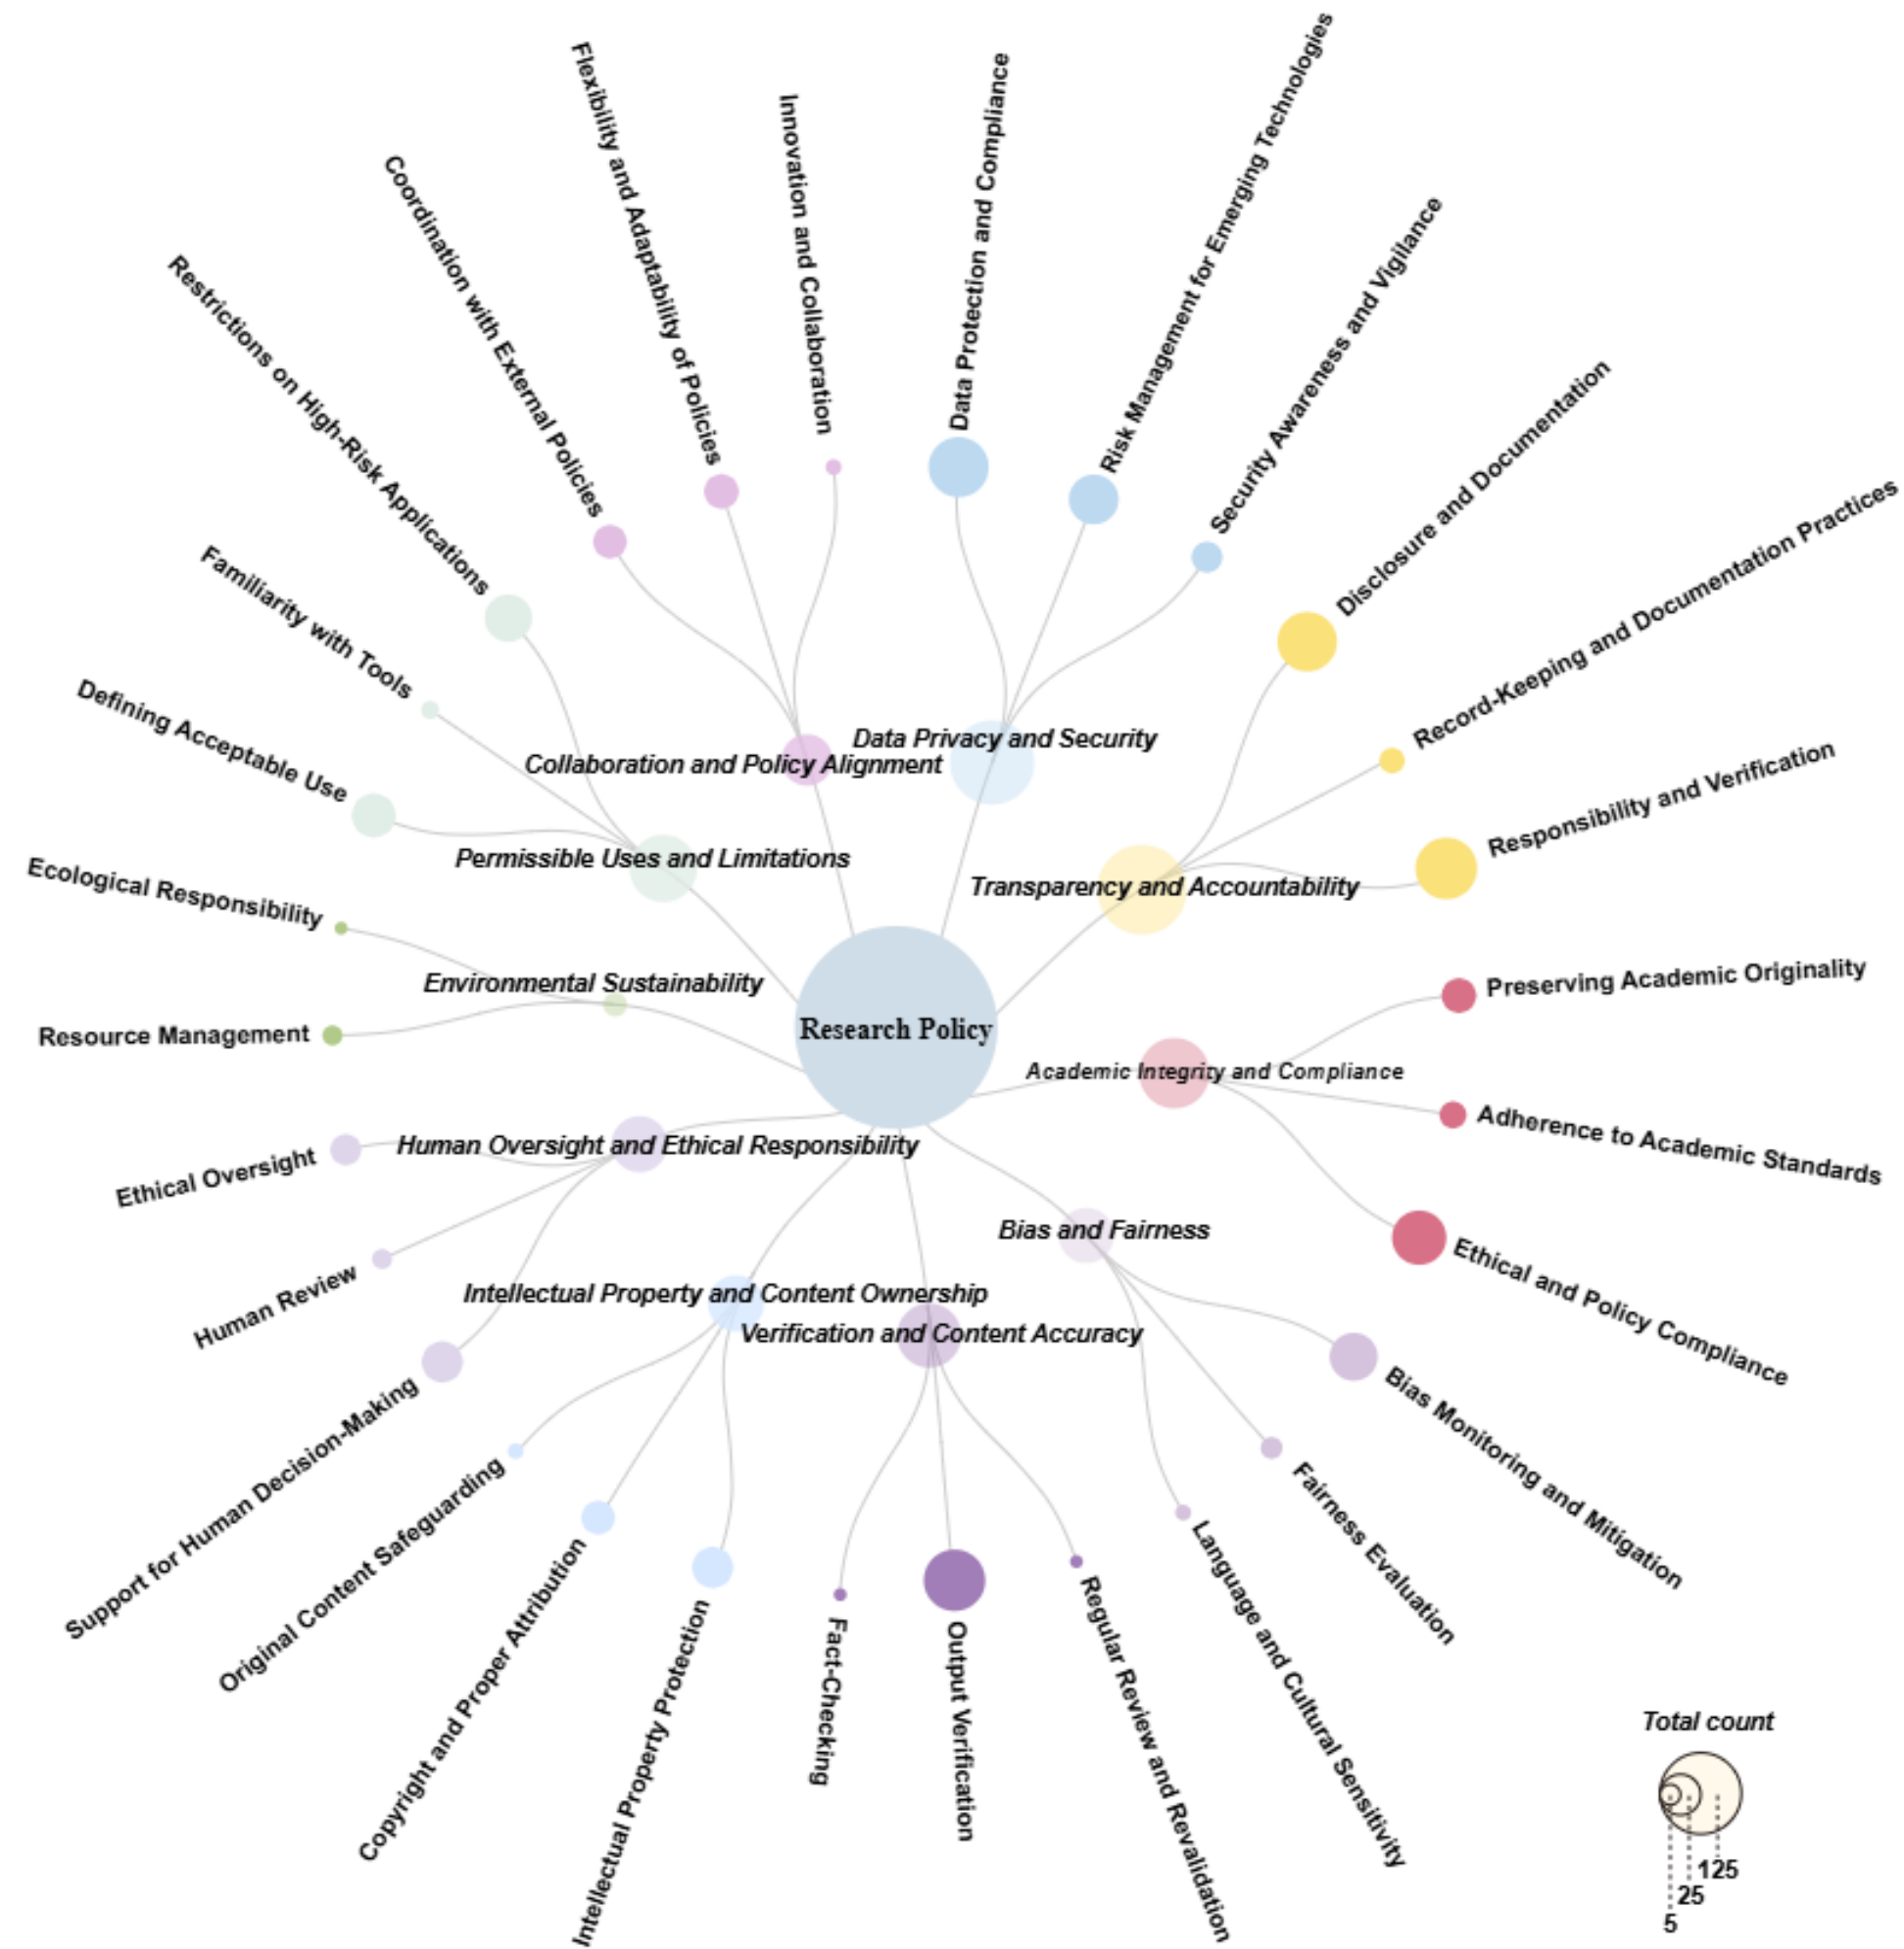 Flexibility and Adaptability of Policies
Innovation and Collaboration
Data Protection and Compliance
Risk Management for Emerging Technologies
Coordination with External Policies
Security Awareness and Vigilance
Restrictions on High-Risk Applications
Disclosure and Documentation
Familiarity with Tools
Record-Keeping and Documentation Practices
Defining Acceptable Use
Data Privacy and Security
Collaboration and Policy Alignment
Responsibility and Verification
Permissible Uses and Limitations
Transparency and Accountability
Ecological Responsibility
Environmental Sustainability
Preserving Academic Originality
Resource Management
Research Policy
Academic Integrity and Compliance
Adherence to Academic Standards
Ethical Oversight
Human Oversight and Ethical Responsibility
Bias and Fairness
Ethical and Policy Compliance
Human Review
Intellectual Property and Content Ownership
Verification and Content Accuracy
Support for Human Decision-Making
Bias Monitoring and Mitigation
Original Content Safeguarding
Fairness Evaluation
Copyright and Proper Attribution
Language and Cultural Sensitivity
Intellectual Property Protection
Fact-Checking
Output Verification
Regular Review and Revalidation
Total count
125
25
5